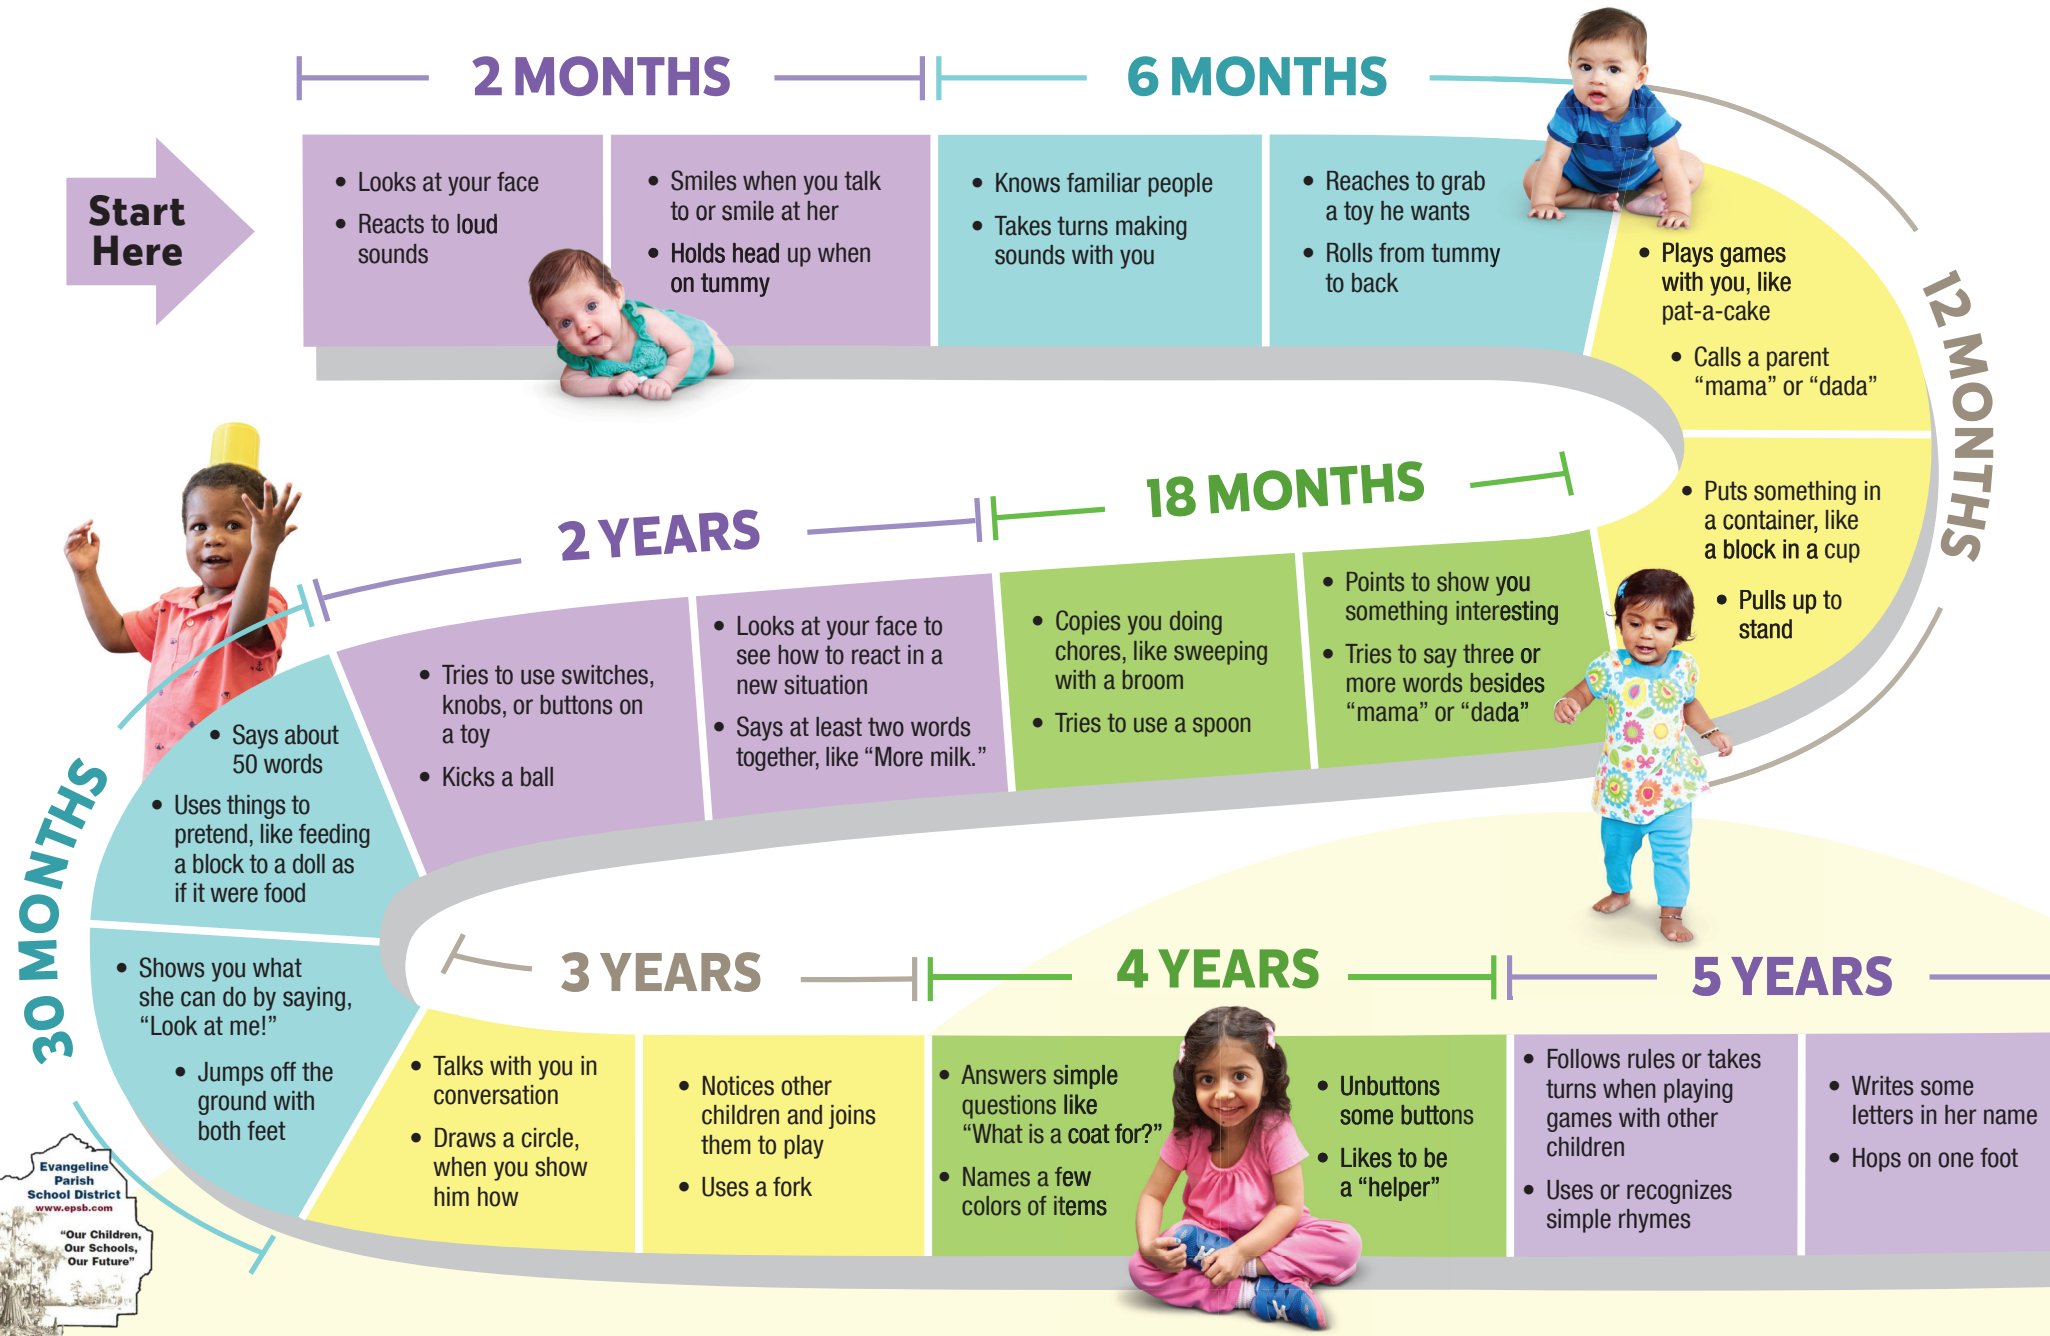 2 MONTHS
6 MONTHS
Start
Here
• Looks at your face
• Reacts to loud
sounds
• Smiles when you talk
to or smile at her
• Holds head up when
on tummy
• Knows familiar people
• Takes turns making
sounds with you
• Reaches to grab
a toy he wants
• Rolls from tummy
to back
12 MONTHS
• Plays games
with you, like
pat-a-cake
• Calls a parent
“mama” or “dada”
• Puts something in
a container, like
a block in a cup
• Pulls up to
stand
18 MONTHS
• Points to show you
something interesting
• Tries to say three or
more words besides
“mama” or “dada”
• Copies you doing
chores, like sweeping
with a broom
• Tries to use a spoon
2 YEARS
• Looks at your face to
see how to react in a
new situation
• Says at least two words
together, like “More milk.”
• Tries to use switches,
knobs, or buttons on
a toy
• Kicks a ball
30 MONTHS
• Says about
50 words
• Uses things to
pretend, like feeding
a block to a doll as
if it were food
• Shows you what
she can do by saying,
“Look at me!”
• Jumps off the
ground with
both feet
3 YEARS
• Talks with you in
conversation
• Draws a circle,
when you show
him how
• Notices other
children and joins
them to play
• Uses a fork
4 YEARS
• Answers simple
questions like
“What is a coat for?”
• Names a few
colors of items
• Unbuttons
some buttons
• Likes to be
a “helper”
5 YEARS
• Follows rules or takes
turns when playing
games with other
children
• Uses or recognizes
simple rhymes
• Writes some
letters in her name
• Hops on one foot
Evangeline
Parish
School District
www.epsb.com
“Our Children,
Our Schools,
Our Future”